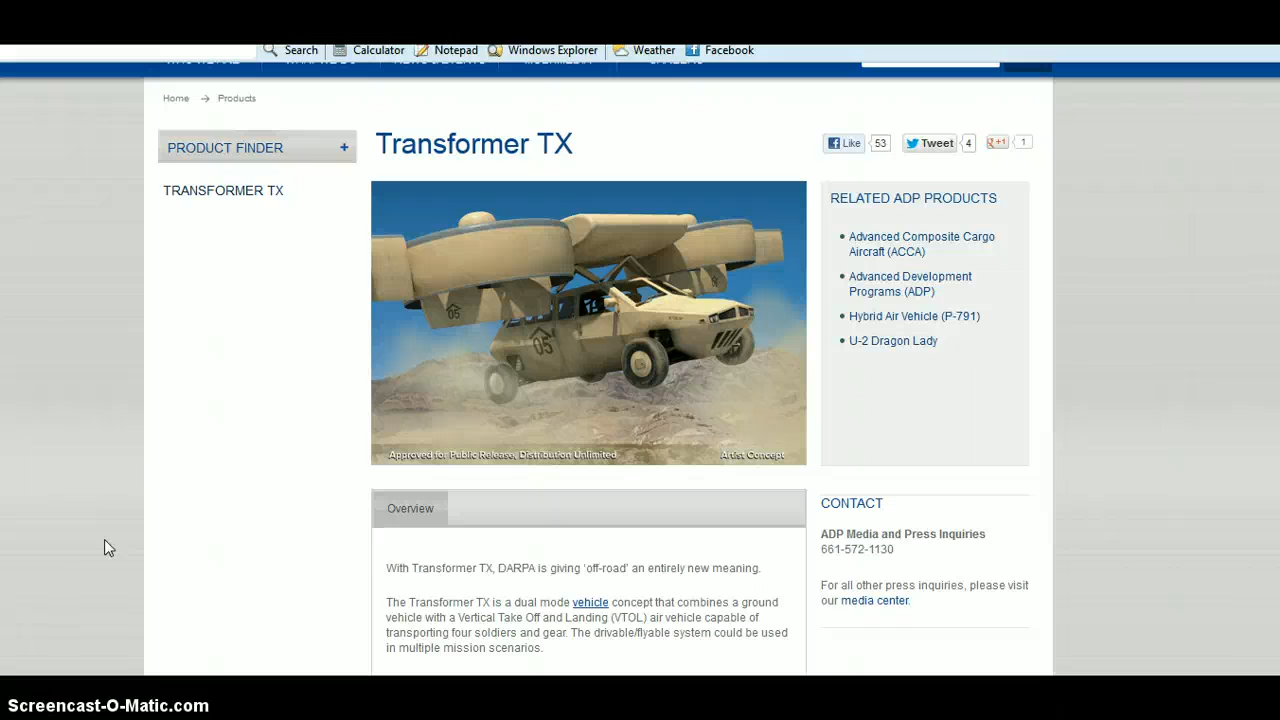 Search Calculator Notepad Windows Explorer Weather Facebook
Home → Products
PRODUCT FINDER +
TRANSFORMER TX
Transformer TX
Like 53 Tweet 4 +1 1
05
05
Approved for Public Release, Distribution Unlimited
Artist Concept
RELATED ADP PRODUCTS
• Advanced Composite Cargo
Aircraft (ACCA)
• Advanced Development
Programs (ADP)
• Hybrid Air Vehicle (P-791)
• U-2 Dragon Lady
Overview
With Transformer TX, DARPA is giving ‘off-road’ an entirely new meaning.
The Transformer TX is a dual mode vehicle concept that combines a ground
vehicle with a Vertical Take Off and Landing (VTOL) air vehicle capable of
transporting four soldiers and gear. The drivable/flyable system could be used
in multiple mission scenarios.
CONTACT
ADP Media and Press Inquiries
661-572-1130
For all other press inquiries, please visit
our media center.
Screencast-O-Matic.com